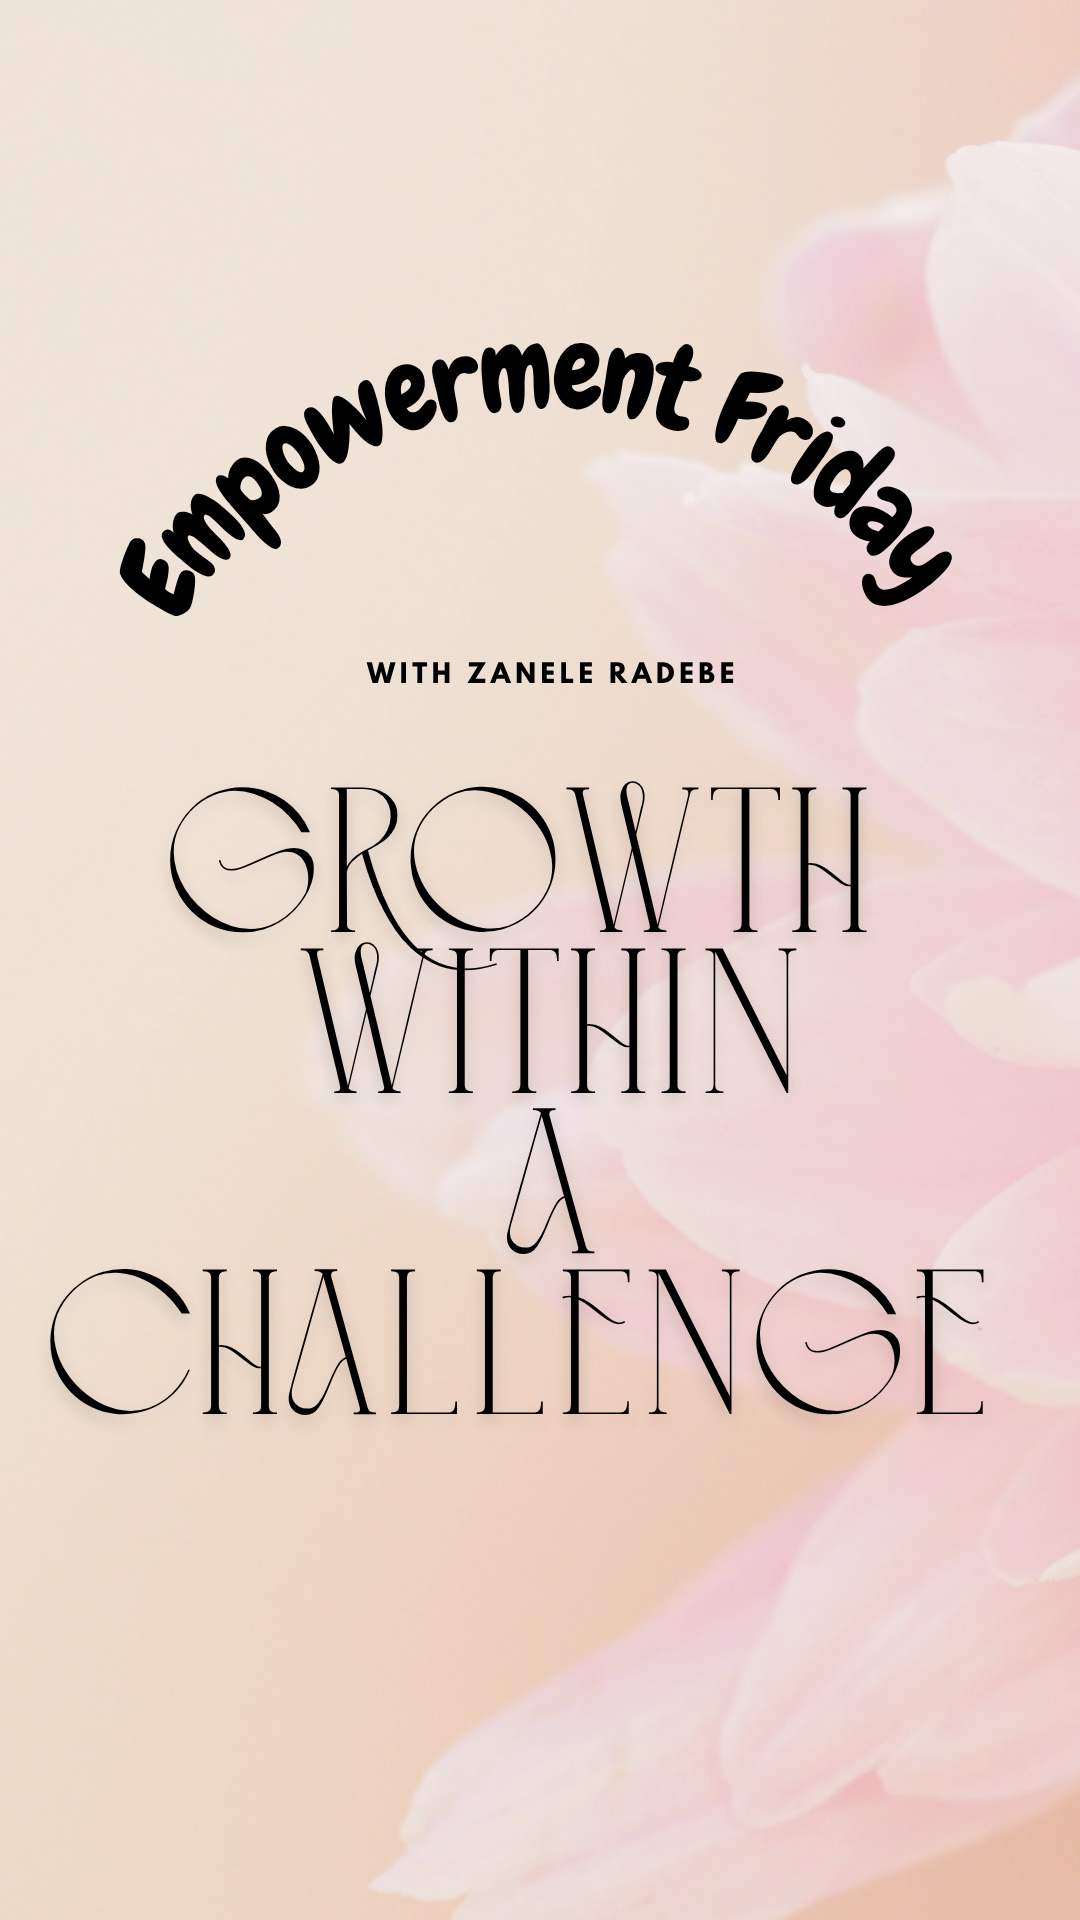 Empowerment Friday
WITH ZANELE RADEBE
GROWTH
WITHIN
A
CHALLENGE